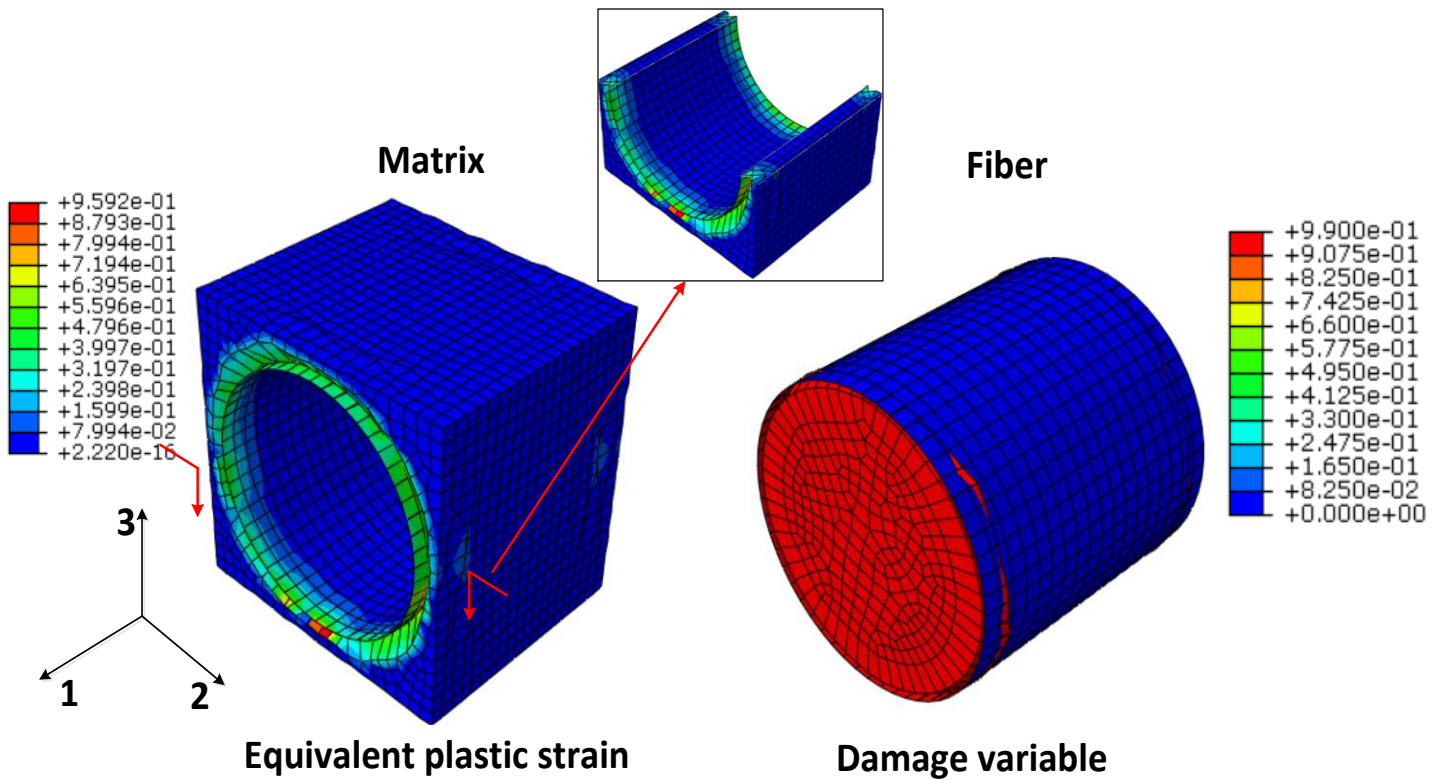 Matrix
Fiber
+9.592e-01
+8.793e-01
+7.994e-01
+7.194e-01
+6.395e-01
+5.596e-01
+4.796e-01
+3.997e-01
+3.197e-01
+2.398e-01
+1.599e-01
+7.994e-02
+2.220e-16
+9.900e-01
+9.075e-01
+8.250e-01
+7.425e-01
+6.600e-01
+5.775e-01
+4.950e-01
+4.125e-01
+3.300e-01
+2.475e-01
+1.650e-01
+8.250e-02
+0.000e+00
3
1
2
Equivalent plastic strain
Damage variable